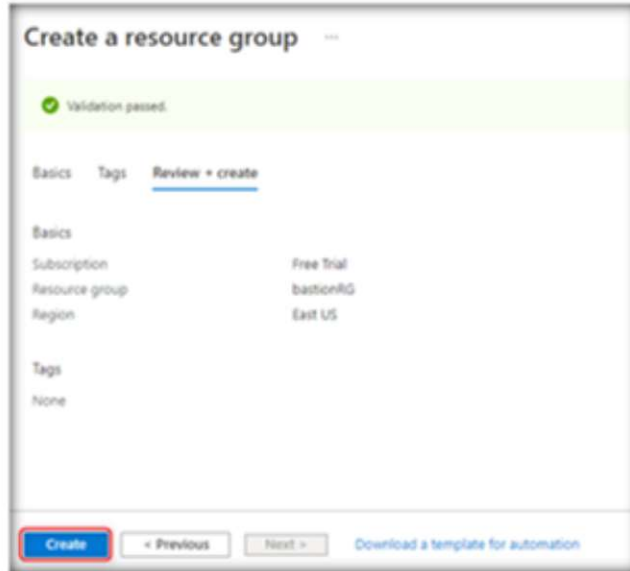 Create a resource group ...
Validation passed.
Basics Tags Review + create
Basics
Subscription Free Trial
Resource group bastionRG
Region East US
Tags
None
Create < Previous Next > Download a template for automation